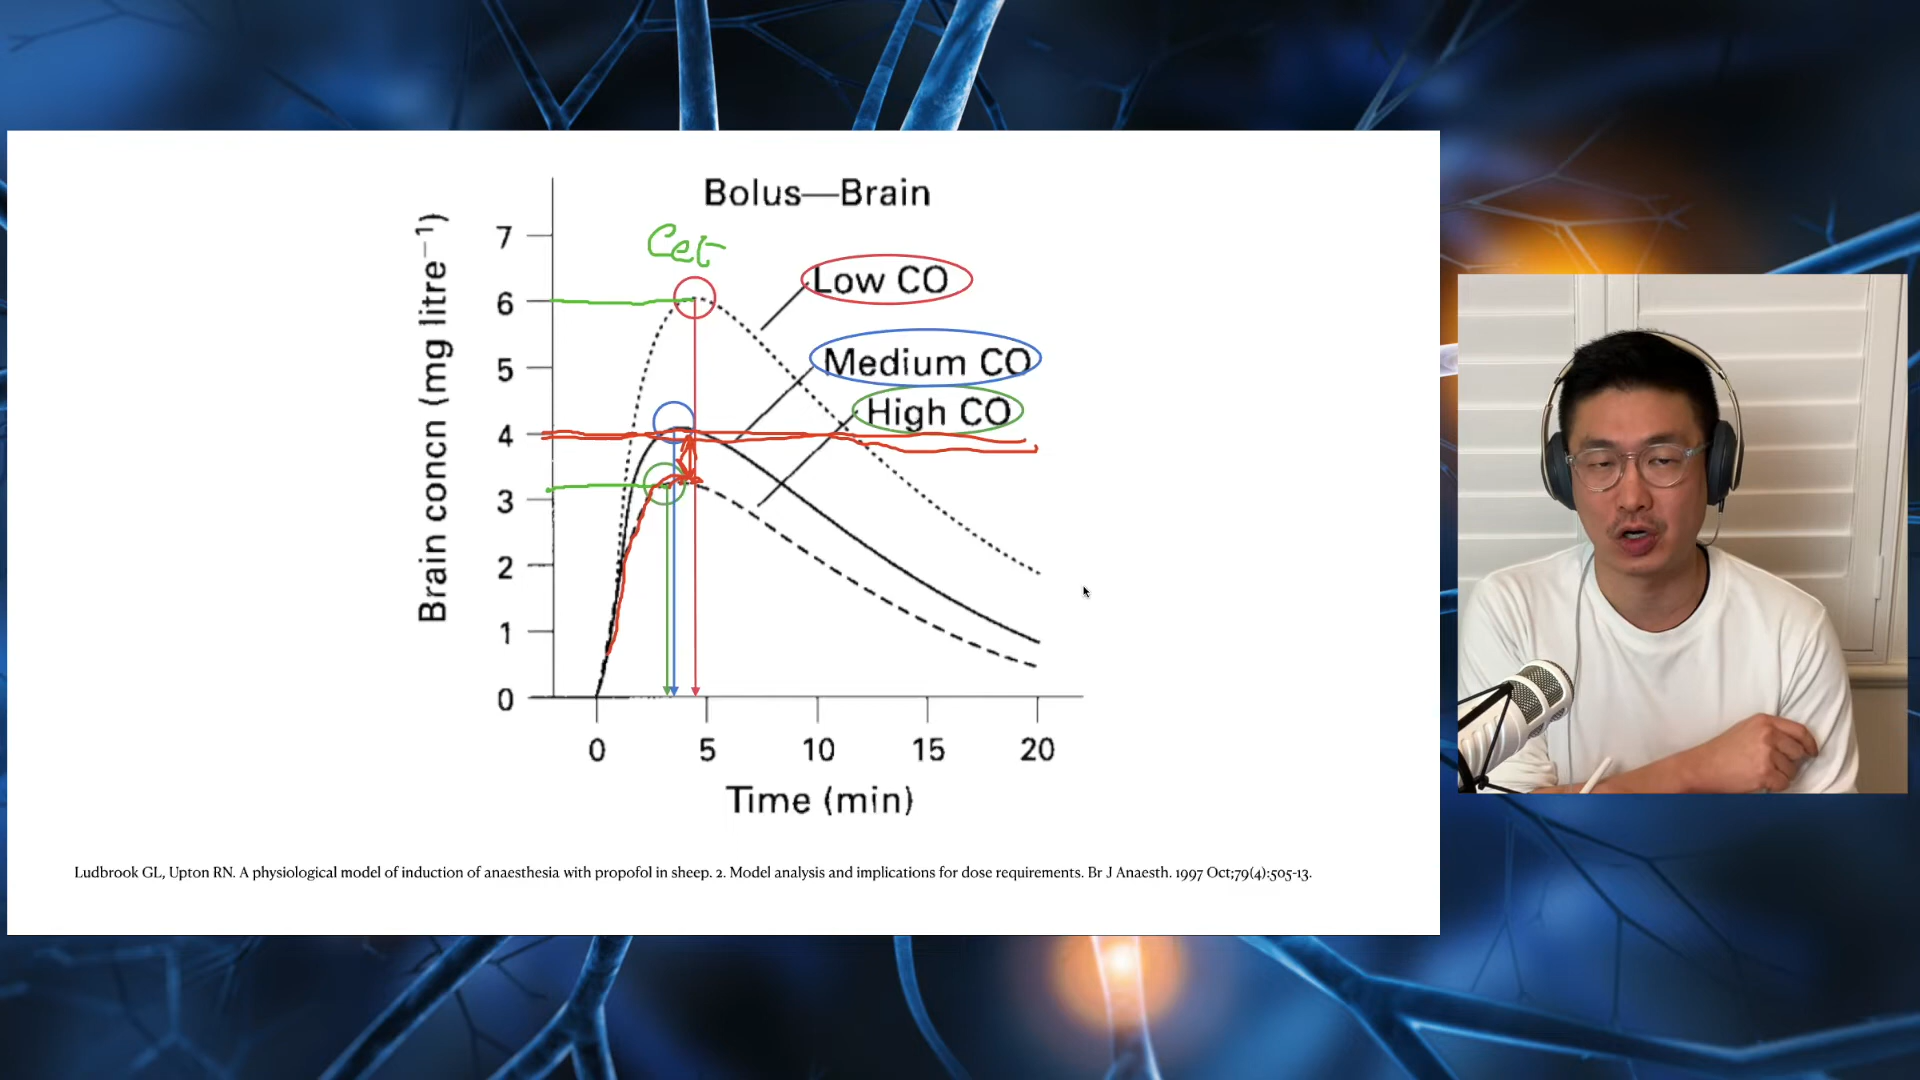 Bolus—Brain
Cet
Low CO
Medium CO
High CO
Brain concn (mg litre⁻¹)
7
6
5
4
3
2
1
0
0 5 10 15 20
Time (min)
Ludbrook GL, Upton RN. A physiological model of induction of anaesthesia with propofol in sheep. 2. Model analysis and implications for dose requirements. Br J Anaesth. 1997 Oct;79(4):505-13.